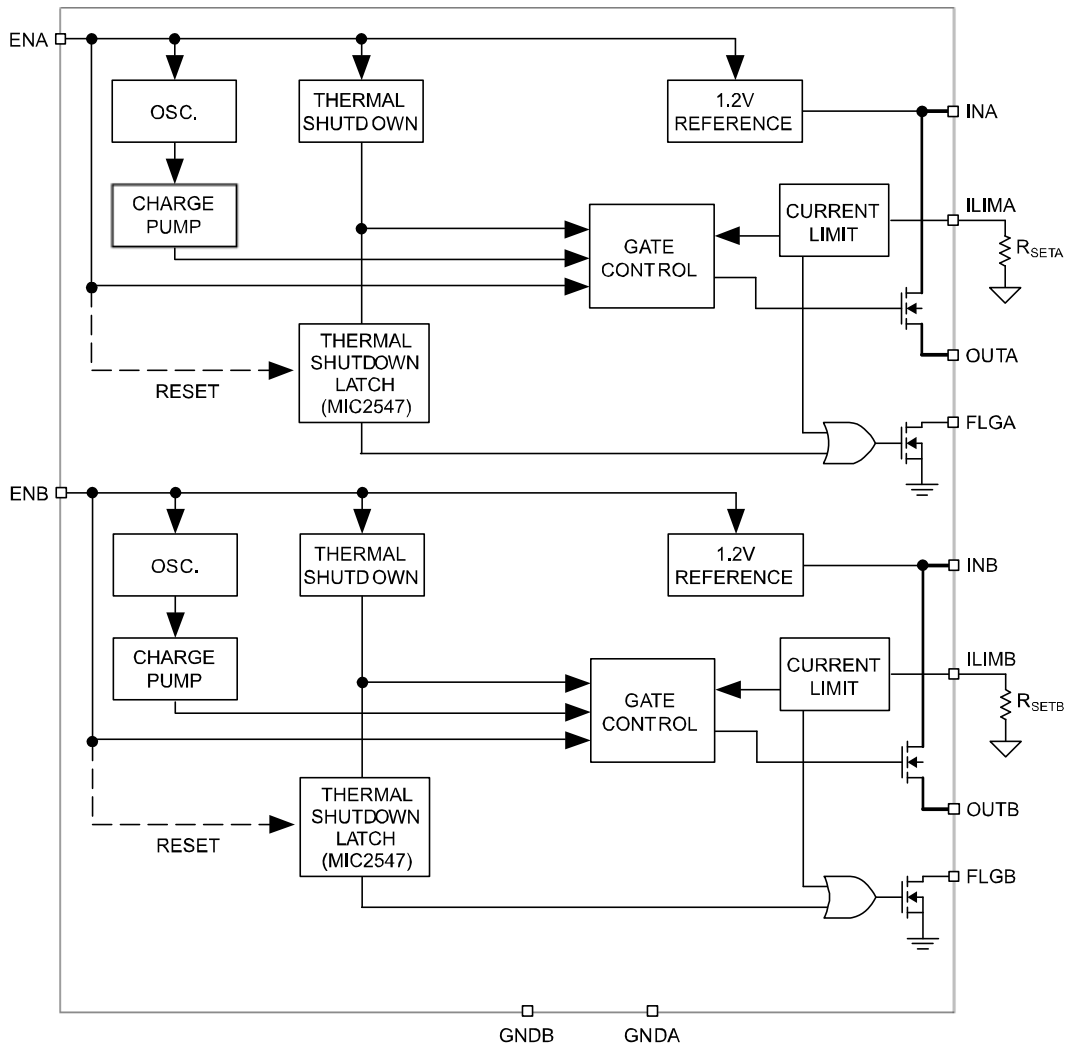 ENA
OSC.
THERMAL
SHUTDOWN
1.2V
REFERENCE
INA
CHARGE
PUMP
GATE
CONTROL
CURRENT
LIMIT
ILIMA
RSETA
THERMAL
SHUTDOWN
LATCH
(MIC2547)
RESET
OUTA
FLGA
ENB
OSC.
THERMAL
SHUTDOWN
1.2V
REFERENCE
INB
CHARGE
PUMP
GATE
CONTROL
CURRENT
LIMIT
ILIMB
RSETB
THERMAL
SHUTDOWN
LATCH
(MIC2547)
RESET
OUTB
FLGB
GNDB
GNDA